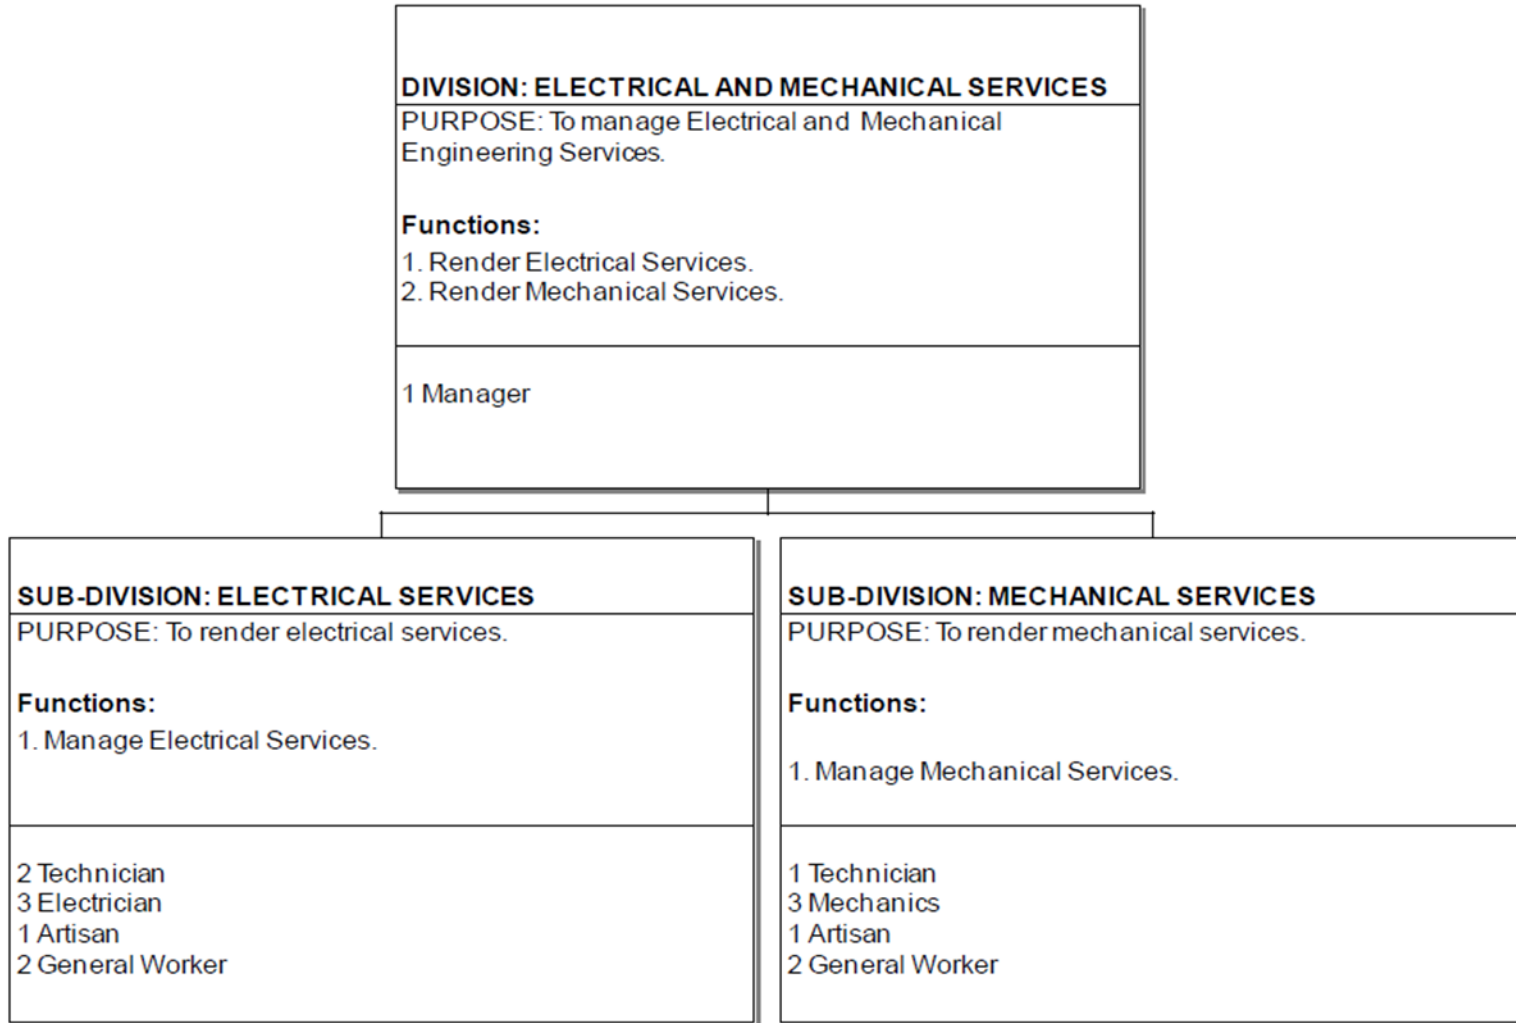 DIVISION: ELECTRICAL AND MECHANICAL SERVICES
PURPOSE: To manage Electrical and Mechanical
Engineering Services.
Functions:
1. Render Electrical Services.
2. Render Mechanical Services.
1 Manager
SUB-DIVISION: ELECTRICAL SERVICES
PURPOSE: To render electrical services.
Functions:
1. Manage Electrical Services.
2 Technician
3 Electrician
1 Artisan
2 General Worker
SUB-DIVISION: MECHANICAL SERVICES
PURPOSE: To render mechanical services.
Functions:
1. Manage Mechanical Services.
1 Technician
3 Mechanics
1 Artisan
2 General Worker